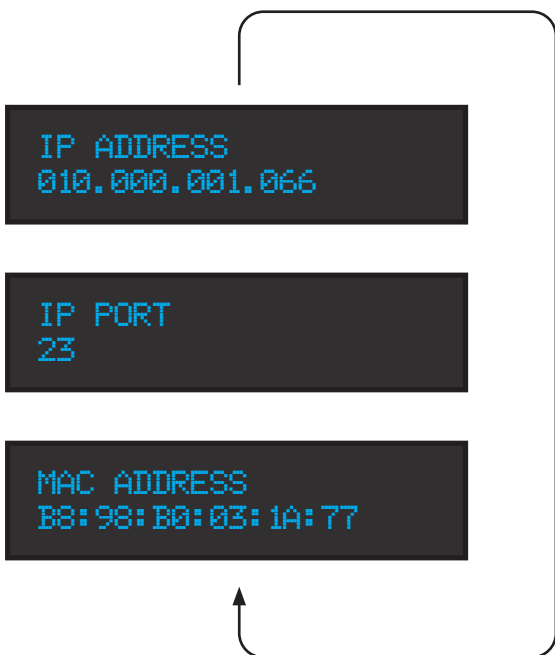 IP ADDRESS
010.000.001.066
IP PORT
23
MAC ADDRESS
B8:98:B0:03:1A:77